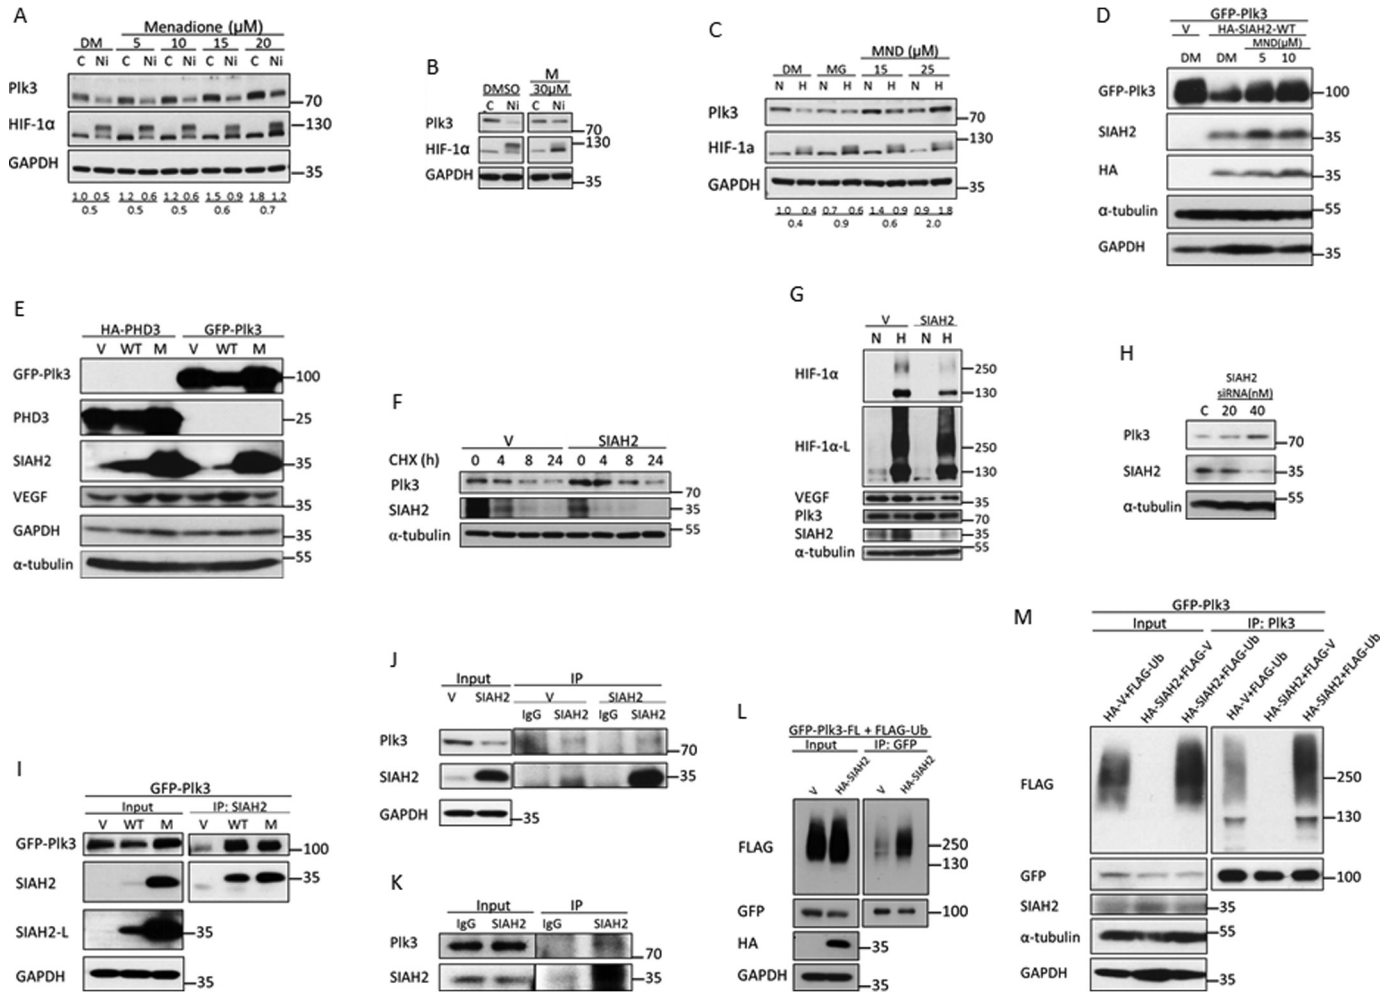 A
Menadione (μM)
DM 5 10 15 20
C Ni C Ni C Ni C Ni C Ni
Plk3
70
HIF-1α
130
GAPDH
35
1.0 0.5 1.2 0.6 1.2 0.6 1.5 0.9 1.8 1.2
0.5 0.5 0.5 0.6 0.7
B
M
DMSO 30μM
C Ni C Ni
Plk3
70
HIF-1α
130
GAPDH
35
C
MND (μM)
DM MG 15 25
N H N H N H N H
Plk3
70
HIF-1a
130
GAPDH
35
1.0 0.4 0.7 0.6 1.4 0.9 0.9 1.8
0.4 0.9 0.6 2.0
D
GFP-Plk3
V HA-SIAH2-WT
MND(μM)
DM DM 5 10
GFP-Plk3
100
SIAH2
35
HA
35
α-tubulin
55
GAPDH
35
E
HA-PHD3 GFP-Plk3
V WT M V WT M
GFP-Plk3
100
PHD3
25
SIAH2
35
VEGF
35
GAPDH
35
α-tubulin
55
F
V SIAH2
CHX (h) 0 4 8 24 0 4 8 24
Plk3
70
SIAH2
35
α-tubulin
55
G
V SIAH2
N H N H
HIF-1α
250
130
HIF-1α-L
250
130
VEGF
35
Plk3
70
SIAH2
35
α-tubulin
55
H
SIAH2
siRNA(nM)
C 20 40
Plk3
70
SIAH2
35
α-tubulin
55
I
GFP-Plk3
Input IP: SIAH2
V WT M V WT M
GFP-Plk3
100
SIAH2
35
SIAH2-L
35
GAPDH
35
J
Input IP
V SIAH2 V SIAH2
IgG SIAH2 IgG SIAH2
Plk3
70
SIAH2
35
GAPDH
35
K
Input IP
IgG SIAH2 IgG SIAH2
Plk3
70
SIAH2
35
L
GFP-Plk3-FL + FLAG-Ub
Input IP: GFP
V HA-SIAH2 V HA-SIAH2
FLAG
250
130
GFP
100
HA
35
GAPDH
35
M
GFP-Plk3
Input IP: Plk3
HA-V+FLAG-Ub HA-SIAH2+FLAG-V HA-SIAH2+FLAG-Ub HA-V+FLAG-Ub HA-SIAH2+FLAG-V HA-SIAH2+FLAG-Ub
FLAG
250
130
GFP
100
SIAH2
35
α-tubulin
55
GAPDH
35